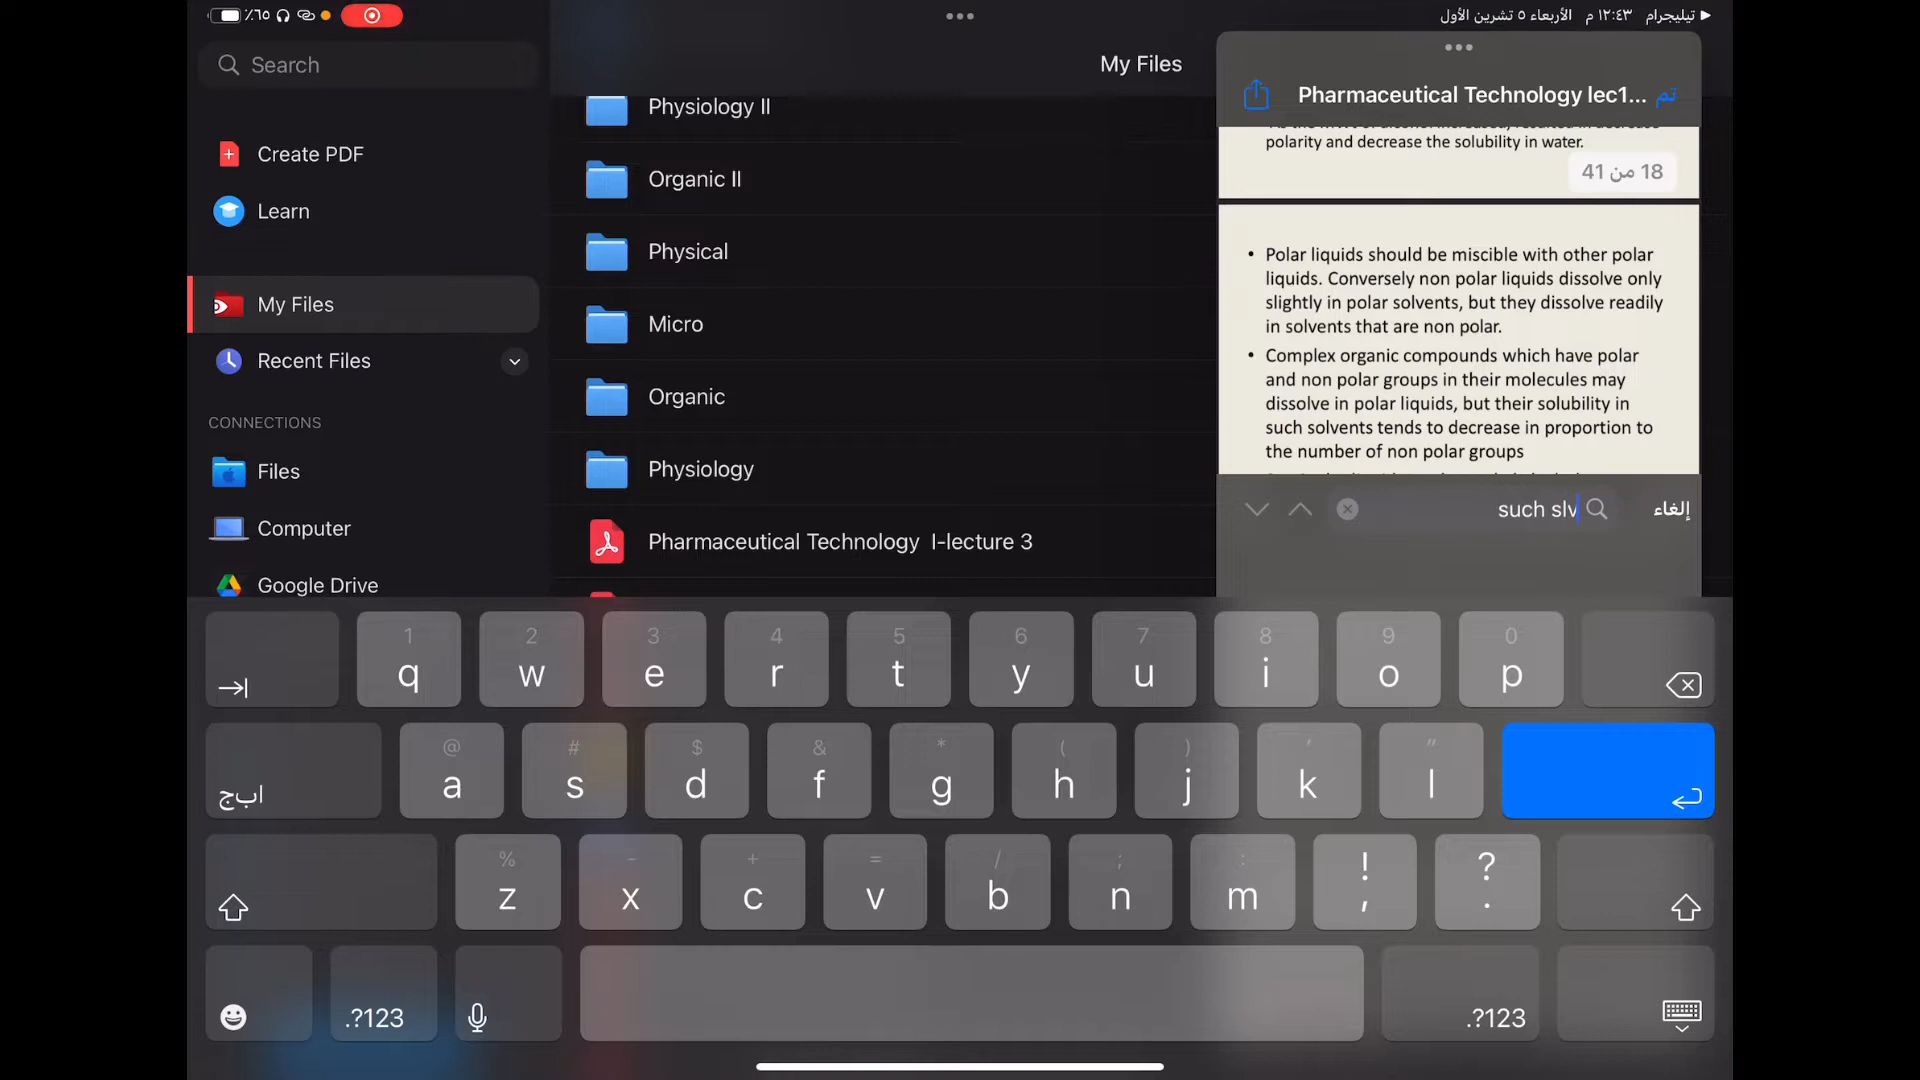 ٪٦٥
الأربعاء ٥ تشرين الأول ١٢:٤٣ م تيليجرام
Search
Create PDF
Learn
My Files
Recent Files
CONNECTIONS
Files
Computer
Google Drive
My Files
Physiology II
Organic II
Physical
Micro
Organic
Physiology
Pharmaceutical Technology I-lecture 3
Pharmaceutical Technology lec1...
تم
polarity and decrease the solubility in water.
18 من 41
• Polar liquids should be miscible with other polar
liquids. Conversely non polar liquids dissolve only
slightly in polar solvents, but they dissolve readily
in solvents that are non polar.
• Complex organic compounds which have polar
and non polar groups in their molecules may
dissolve in polar liquids, but their solubility in
such solvents tends to decrease in proportion to
the number of non polar groups
such slv
إلغاء
1 2 3 4 5 6 7 8 9 0
q w e r t y u i o p
@ # $ & * ( ) ' "
ابج a s d f g h j k l
% - + = / ; : ! ?
z x c v b n m , .
.?123 .?123